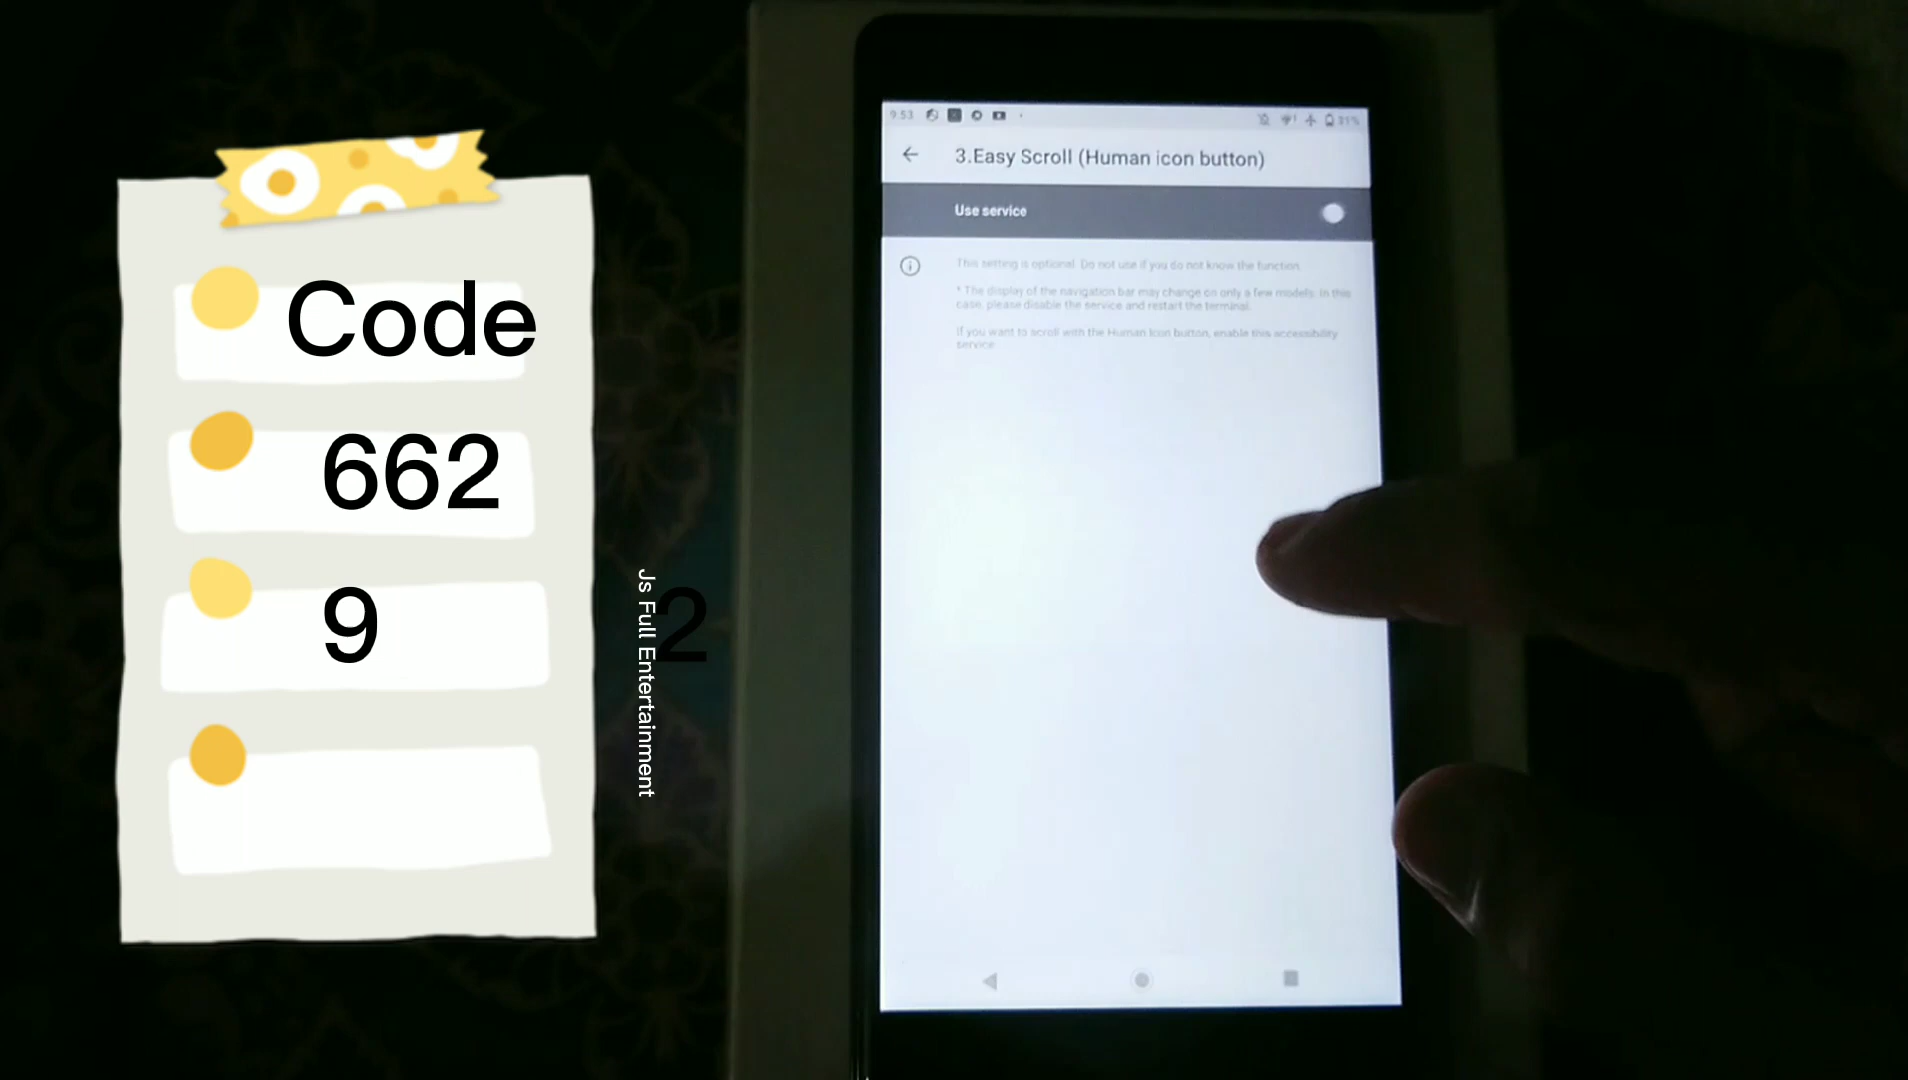 Code
662
9 2
Js Full Entertainment
9:53
31%
3.Easy Scroll (Human icon button)
Use service
This setting is optional. Do not use if you do not know the function.
* The display of the navigation bar may change on only a few models. In this
case, please disable the service and restart the terminal.
If you want to scroll with the Human Icon button, enable this accessibility
service.